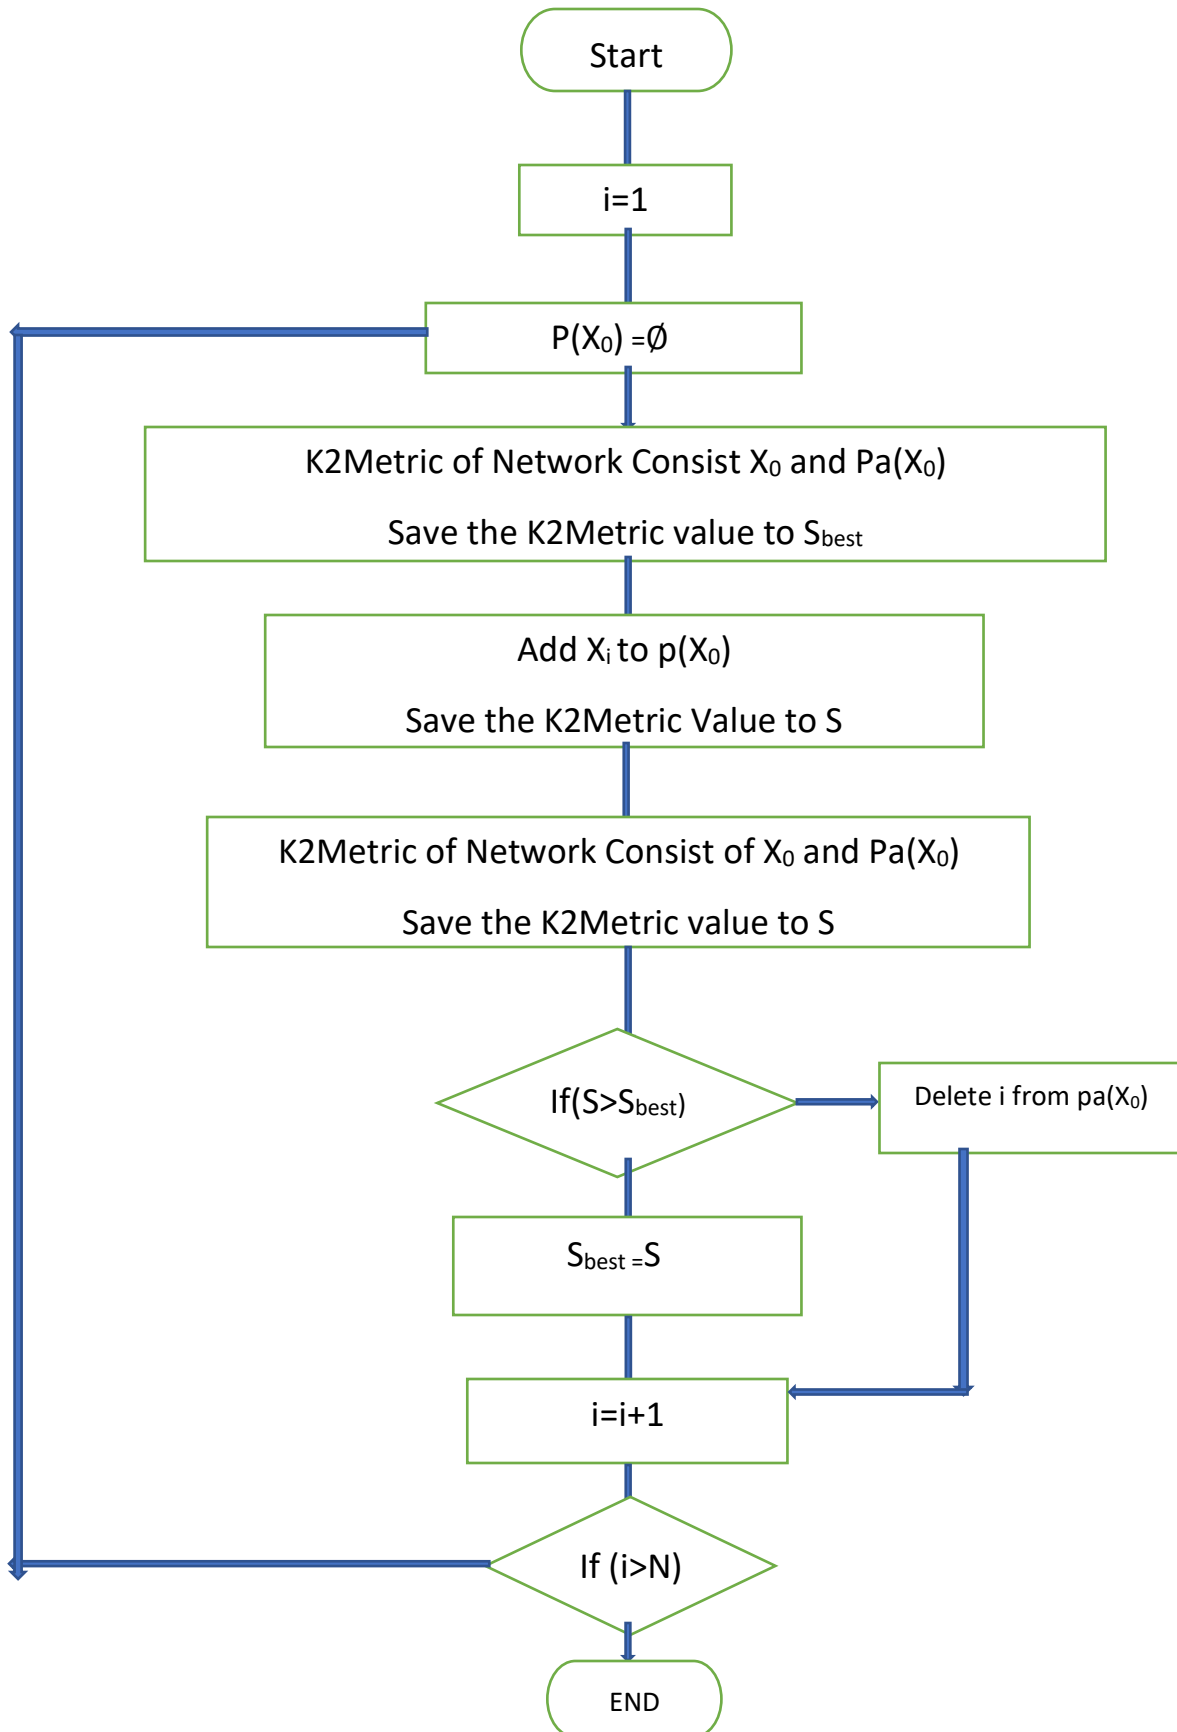 Start
i=1
P(X₀) =∅
K2Metric of Network Consist X₀ and Pa(X₀)
Save the K2Metric value to Sbest
Add Xᵢ to p(X₀)
Save the K2Metric Value to S
K2Metric of Network Consist of X₀ and Pa(X₀)
Save the K2Metric value to S
If(S>Sbest)
Delete i from pa(X₀)
Sbest =S
i=i+1
If (i>N)
END